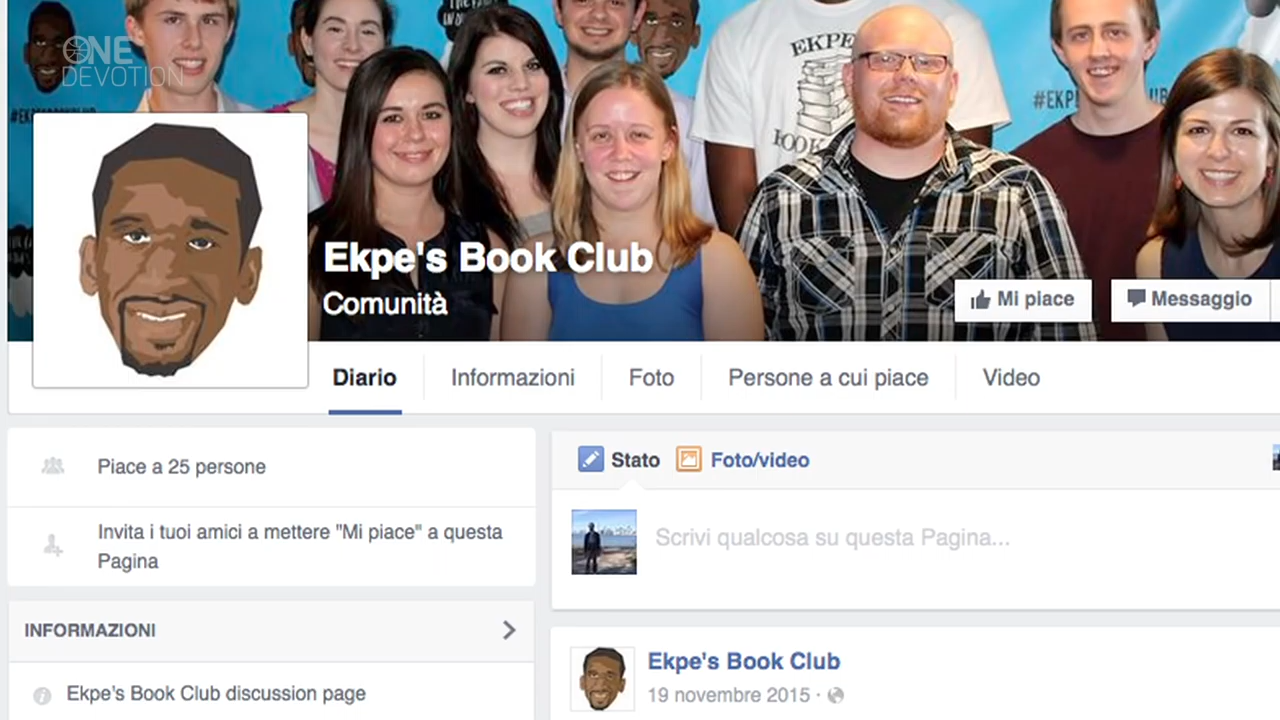 ONE
DEVOTION
EKPE
BOOK
Ekpe's Book Club
Comunità
Mi piace
Messaggio
Diario
Informazioni
Foto
Persone a cui piace
Video
Piace a 25 persone
Invita i tuoi amici a mettere "Mi piace" a questa
Pagina
INFORMAZIONI
Ekpe's Book Club discussion page
Stato
Foto/video
Scrivi qualcosa su questa Pagina...
Ekpe's Book Club
19 novembre 2015 ·